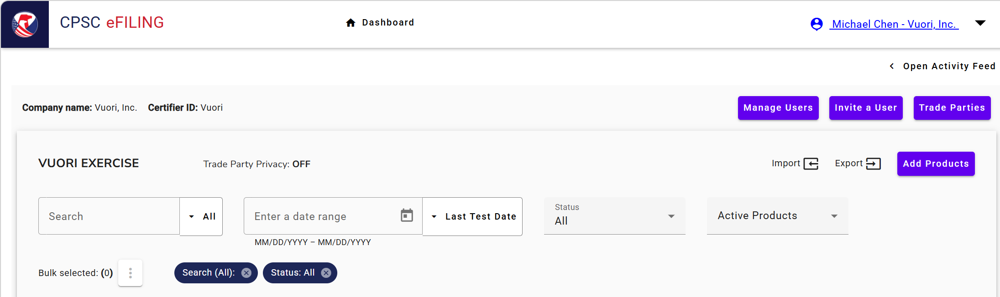 CPSC eFILING
Dashboard
Michael Chen - Vuori, Inc.
Open Activity Feed
Company name: Vuori, Inc. Certifier ID: Vuori
Manage Users
Invite a User
Trade Parties
VUORI EXERCISE
Trade Party Privacy: OFF
Import
Export
Add Products
Search
All
Enter a date range
Last Test Date
MM/DD/YYYY – MM/DD/YYYY
Status
All
Active Products
Bulk selected: (0)
Search (All):
Status: All